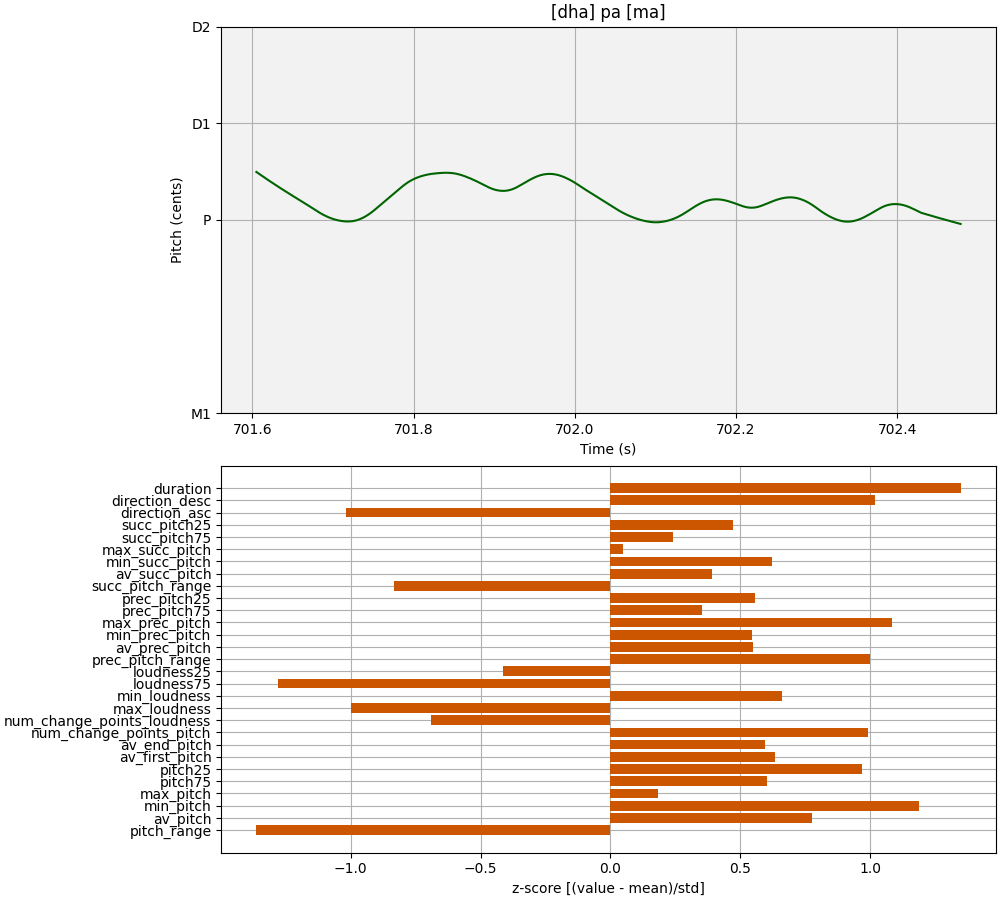 [dha] pa [ma]
D2
D1
P
M1
Pitch (cents)
701.6 701.8 702.0 702.2 702.4
Time (s)
duration
direction_desc
direction_asc
succ_pitch25
succ_pitch75
max_succ_pitch
min_succ_pitch
av_succ_pitch
succ_pitch_range
prec_pitch25
prec_pitch75
max_prec_pitch
min_prec_pitch
av_prec_pitch
prec_pitch_range
loudness25
loudness75
min_loudness
max_loudness
num_change_points_loudness
num_change_points_pitch
av_end_pitch
av_first_pitch
pitch25
pitch75
max_pitch
min_pitch
av_pitch
pitch_range
−1.0 −0.5 0.0 0.5 1.0
z-score [(value - mean)/std]